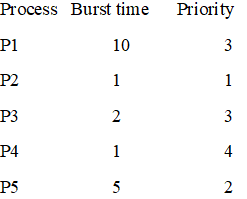 Process Burst time Priority
P1 10 3
P2 1 1
P3 2 3
P4 1 4
P5 5 2